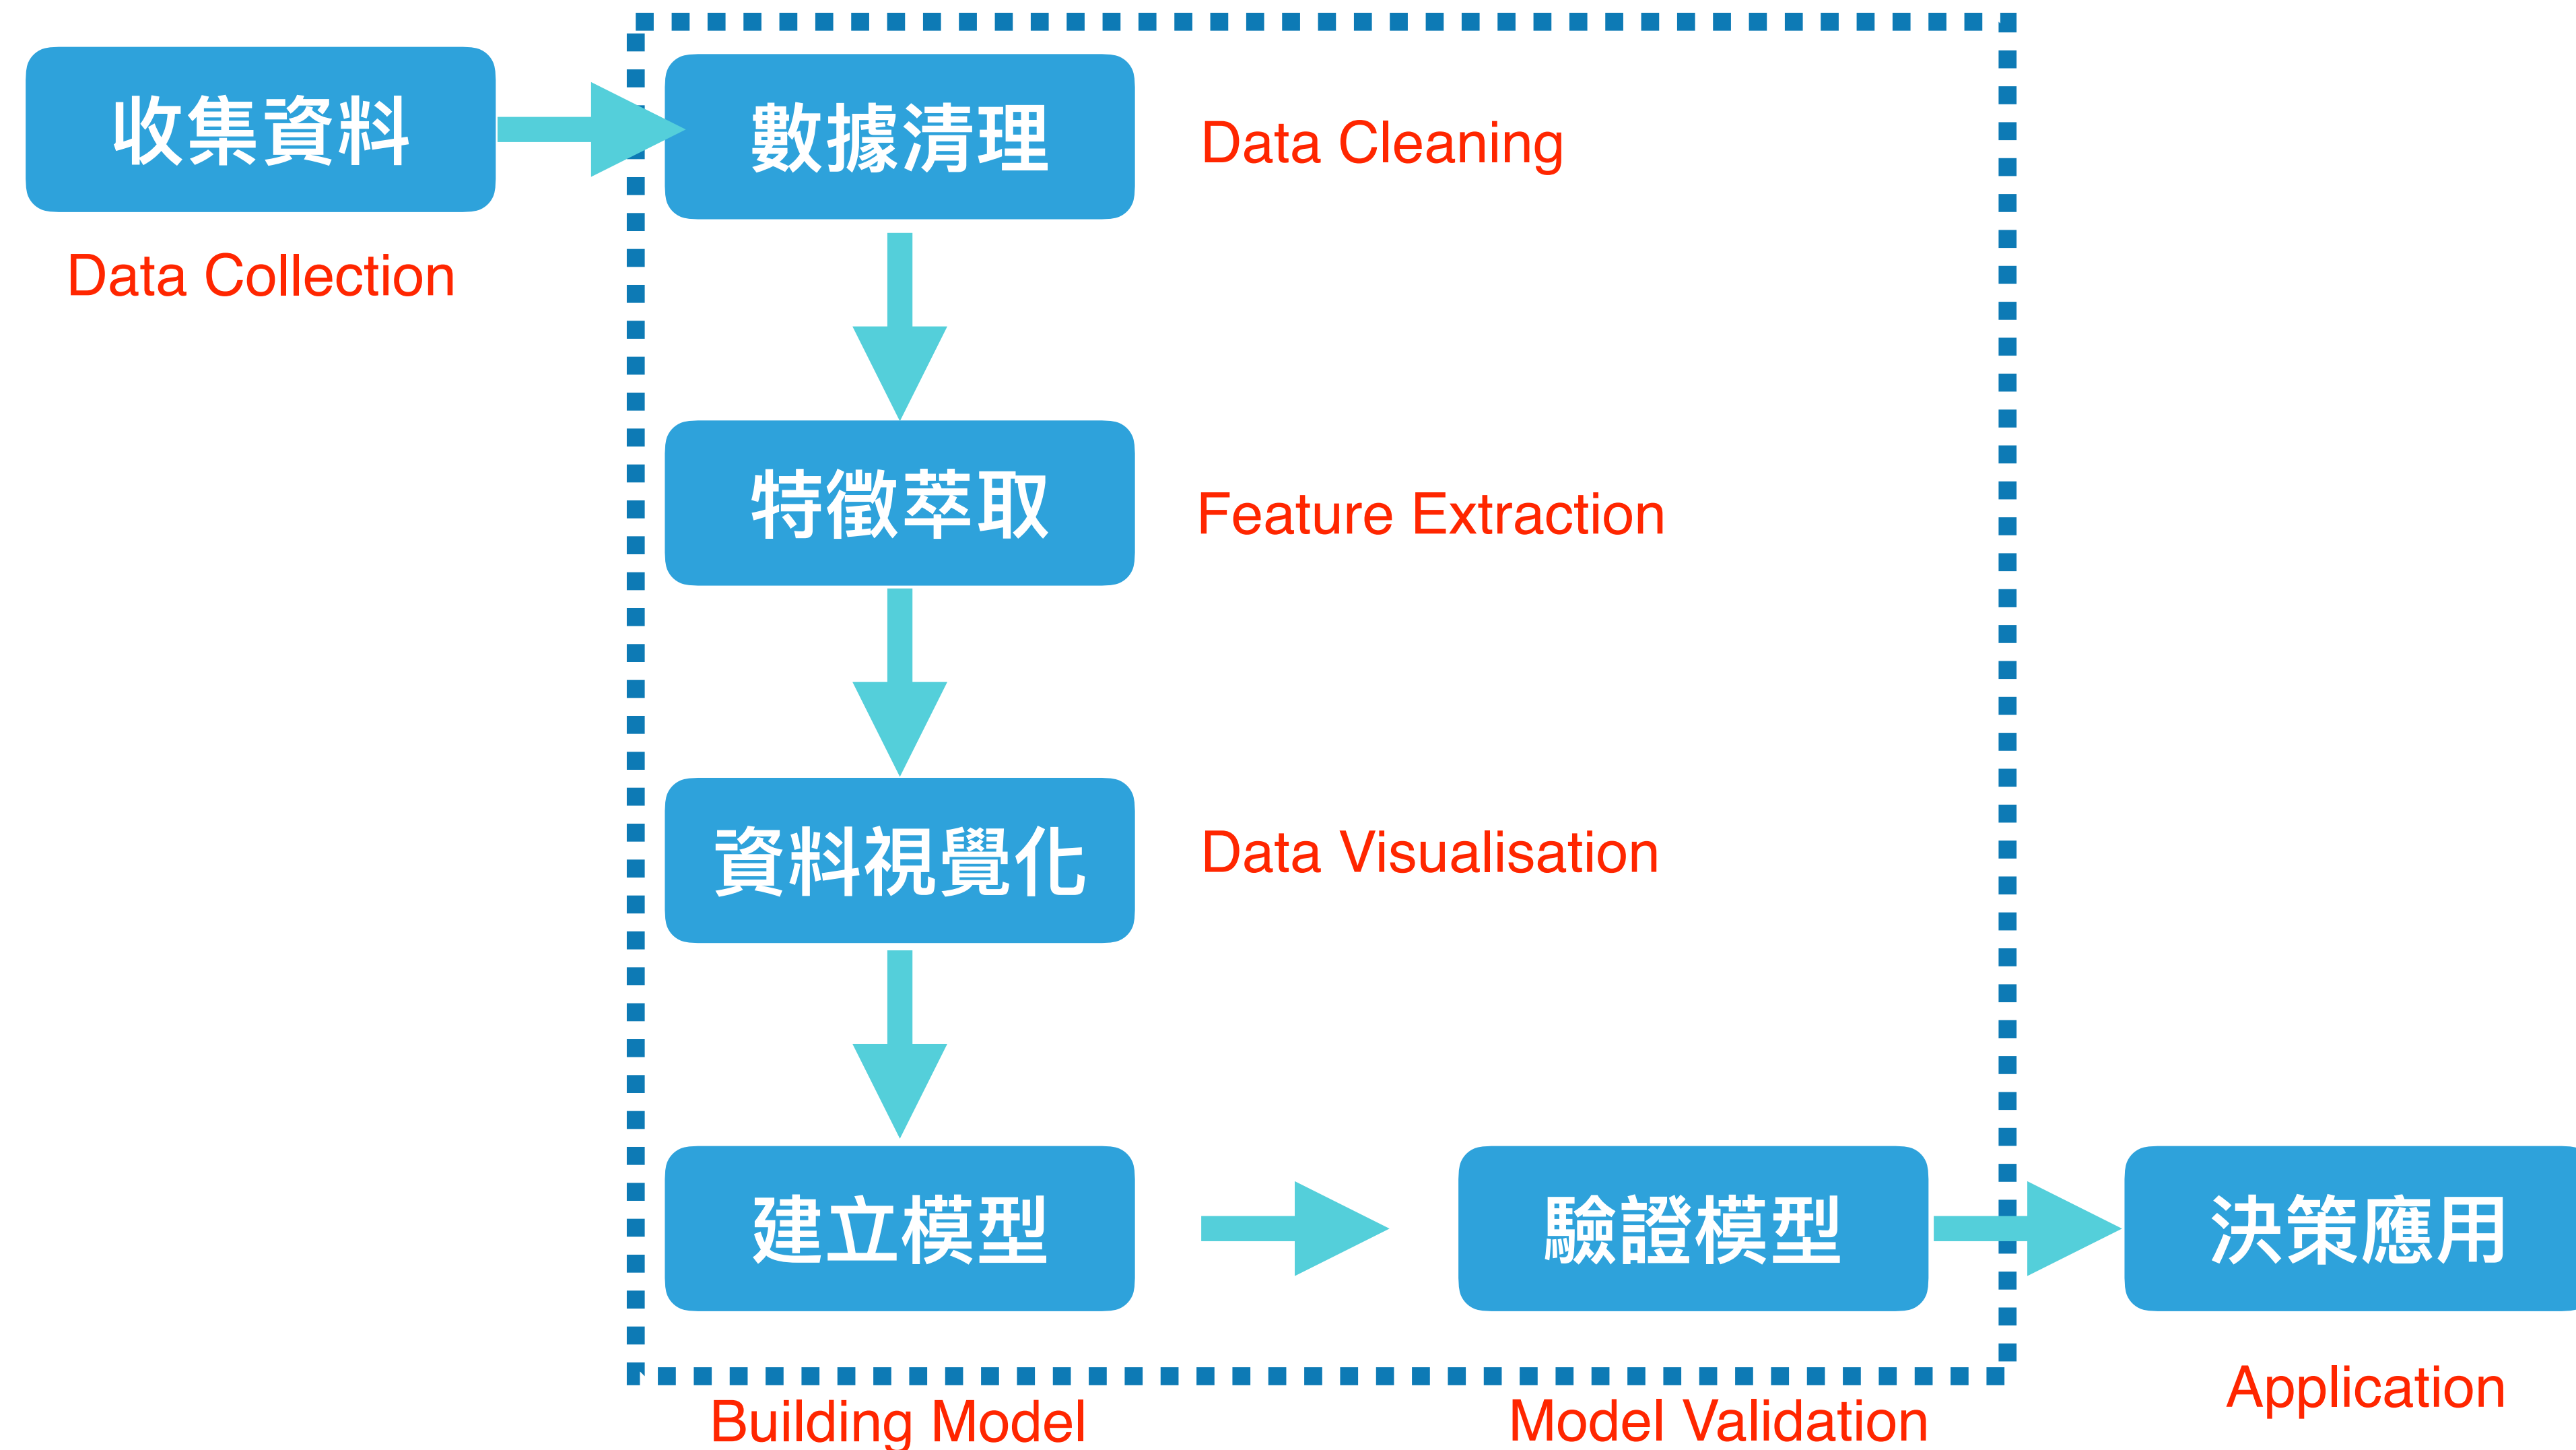 收集資料
Data Collection
數據清理
Data Cleaning
特徵萃取
Feature Extraction
資料視覺化
Data Visualisation
建立模型
Building Model
驗證模型
Model Validation
決策應用
Application